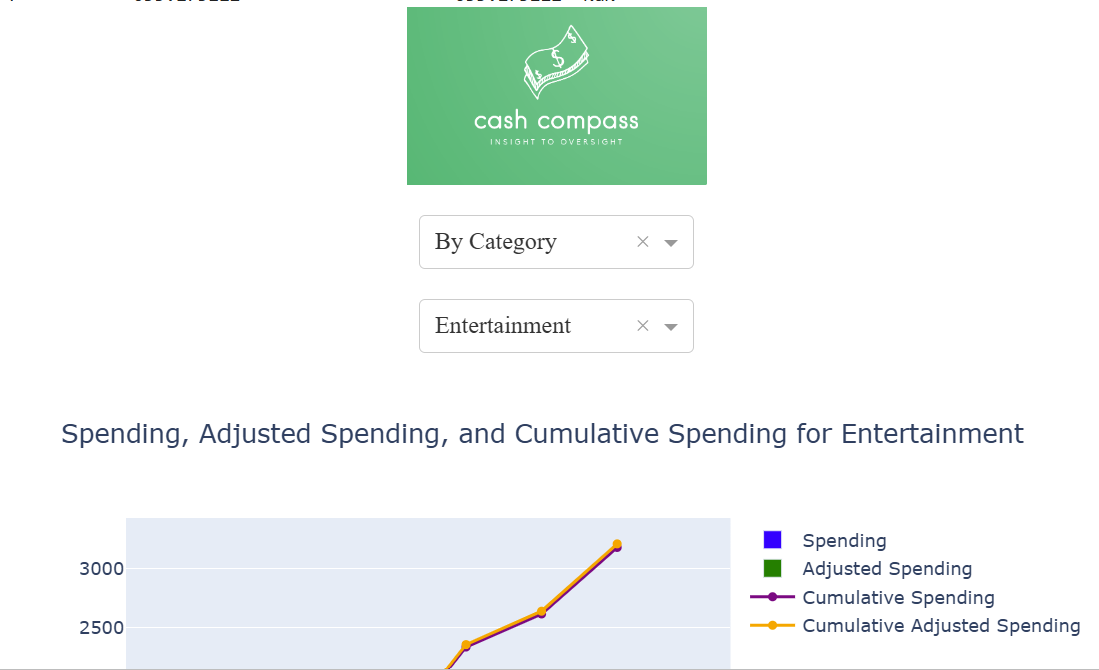 cash compass
INSIGHT TO OVERSIGHT
By Category
Entertainment
Spending, Adjusted Spending, and Cumulative Spending for Entertainment
3000
2500
Spending
Adjusted Spending
Cumulative Spending
Cumulative Adjusted Spending